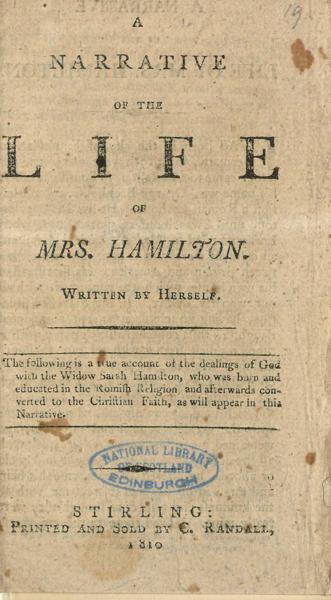 19
A
NARRATIVE
OF THE
LIFE
OF
MRS. HAMILTON.
WRITTEN BY HERSELF.
The following is a true account of the dealings of God
with the Widow Sarah Hamilton, who was born and
educated in the Romish Religion, and afterwards con-
verted to the Christian Faith, as will appear in this
Narrative.
NATIONAL LIBRARY
OF SCOTLAND
EDINBURGH
STIRLING:
PRINTED AND SOLD BY C. RANDALL,
1810